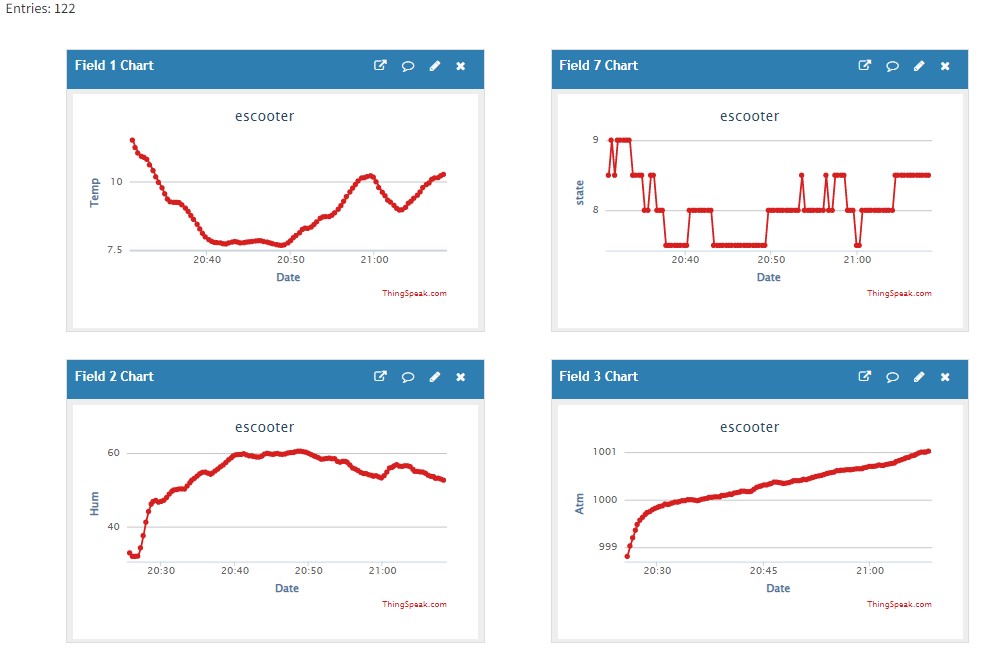 Entries: 122
Field 1 Chart
escooter
Temp
10
7.5
20:40 20:50 21:00
Date
ThingSpeak.com
Field 7 Chart
escooter
state
9
8
20:40 20:50 21:00
Date
ThingSpeak.com
Field 2 Chart
escooter
Hum
60
40
20:30 20:40 20:50 21:00
Date
ThingSpeak.com
Field 3 Chart
escooter
Atm
1001
1000
999
20:30 20:45 21:00
Date
ThingSpeak.com